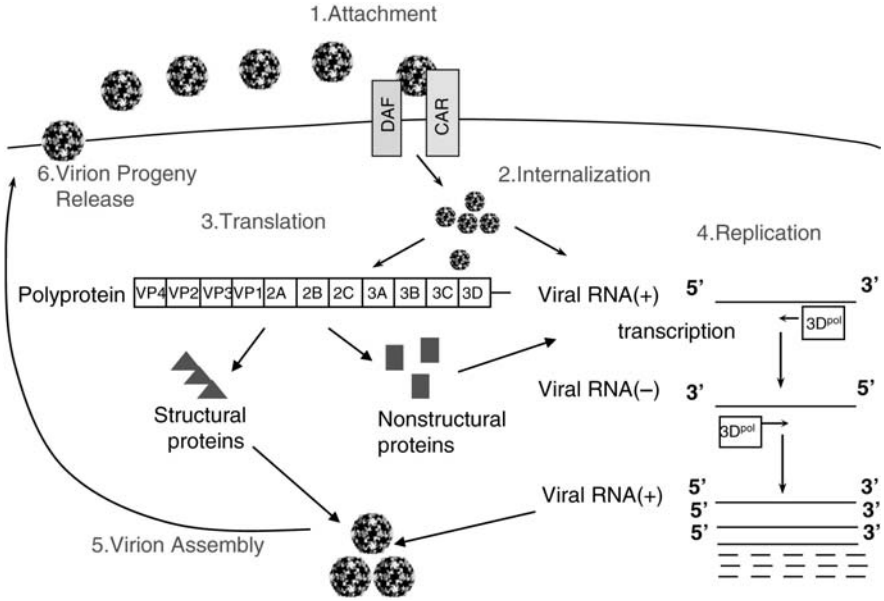 1.Attachment
DAF
CAR
6.Virion Progeny
Release
2.Internalization
3.Translation
4.Replication
Polyprotein
VP4 VP2 VP3 VP1 2A 2B 2C 3A 3B 3C 3D
Viral RNA(+)
5’ 3’
transcription
3Dpol
Viral RNA(–)
3’ 5’
3Dpol
Structural
proteins
Nonstructural
proteins
Viral RNA(+)
5’ 3’
5’ 3’
5’ 3’
5.Virion Assembly